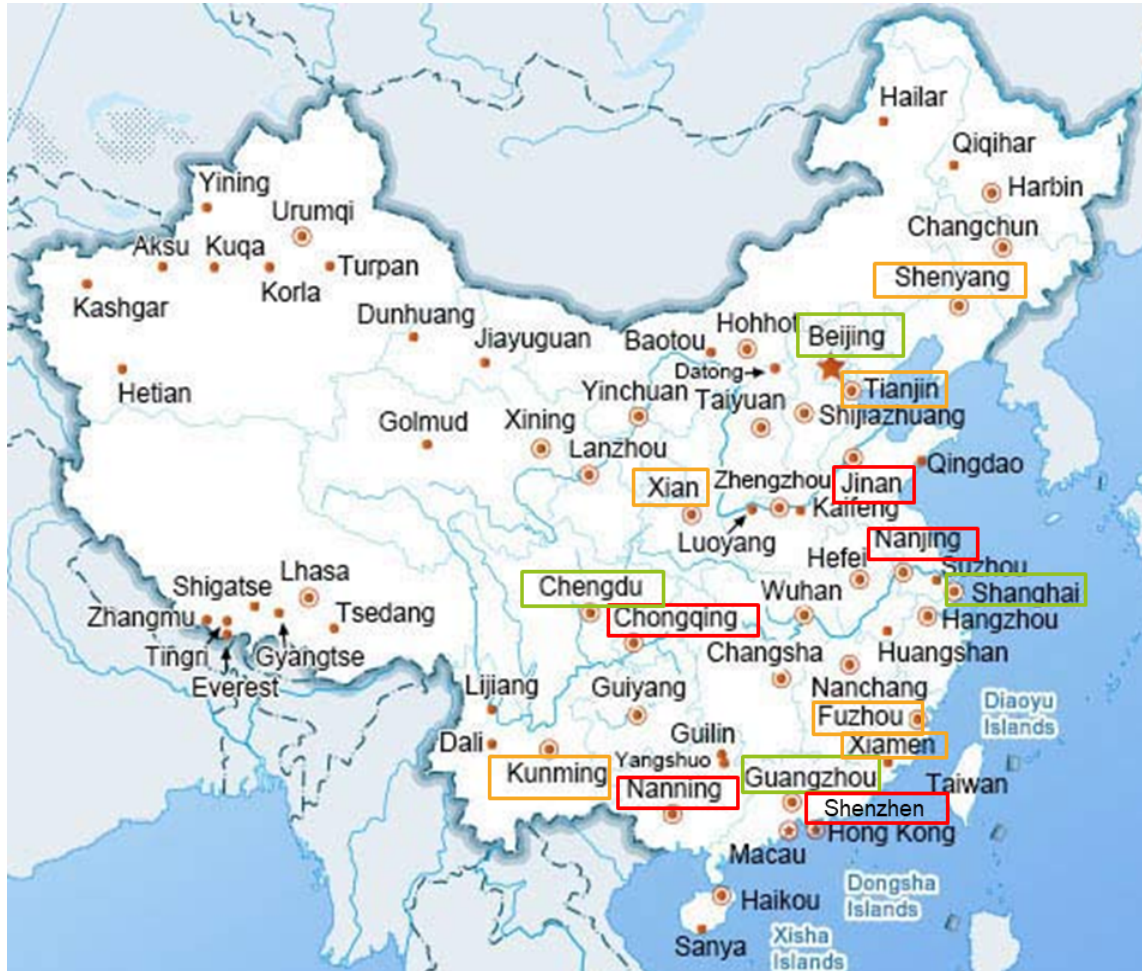 Hailar
Qiqihar
Harbin
Yining
Urumqi
Changchun
Aksu
Kuqa
Turpan
Shenyang
Kashgar
Korla
Dunhuang
Jiayuguan
Baotou
Hohhot
Beijing
Datong
Hetian
Yinchuan
Taiyuan
Tianjin
Shijiazhuang
Golmud
Xining
Lanzhou
Qingdao
Xian
Zhengzhou
Jinan
Kaifeng
Luoyang
Nanjing
Hefei
Suzhou
Shigatse
Lhasa
Chengdu
Wuhan
Shanghai
Zhangmu
Tsedang
Chongqing
Hangzhou
Tingri
Gyangtse
Changsha
Huangshan
Everest
Lijiang
Guiyang
Nanchang
Diaoyu
Islands
Fuzhou
Dali
Guilin
Xiamen
Yangshuo
Kunming
Guangzhou
Taiwan
Nanning
Shenzhen
Hong Kong
Macau
Haikou
Dongsha
Islands
Sanya
Xisha
Islands